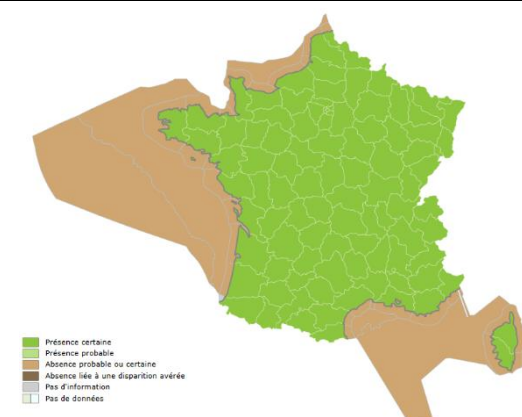 Présence certaine
Présence probable
Absence probable ou certaine
Absence liée à une disparition avérée
Pas d'information
Pas de données